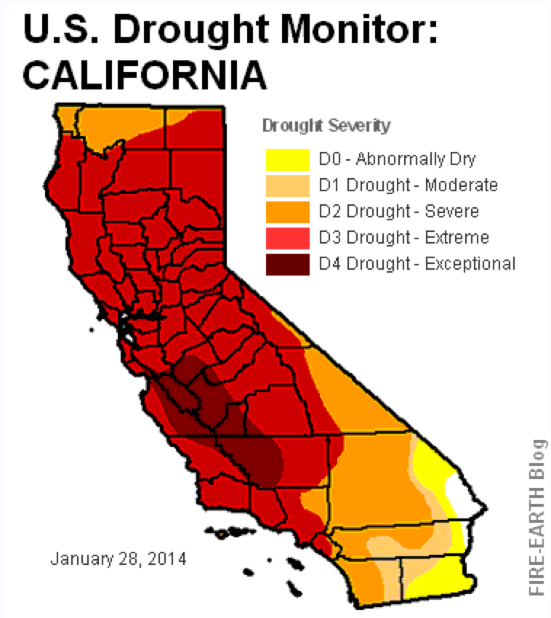 U.S. Drought Monitor:
CALIFORNIA
Drought Severity
D0 - Abnormally Dry
D1 Drought - Moderate
D2 Drought - Severe
D3 Drought - Extreme
D4 Drought - Exceptional
January 28, 2014
FIRE-EARTH Blog